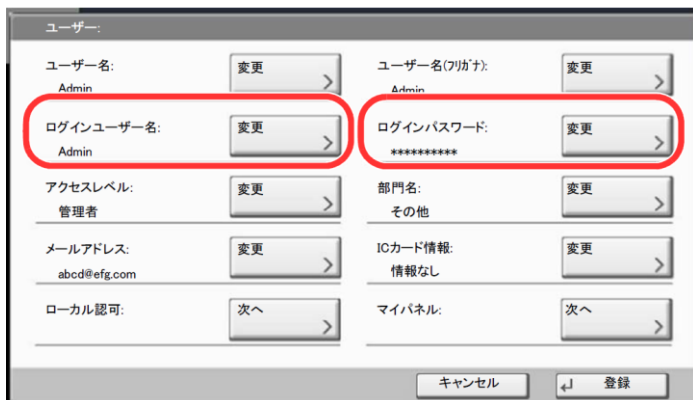 ユーザー:
ユーザー名:
変更
Admin
ユーザー名(フリガナ):
変更
Admin
ログインユーザー名:
変更
Admin
ログインパスワード:
変更
**********
アクセスレベル:
変更
管理者
部門名:
変更
その他
メールアドレス:
変更
abcd@efg.com
ICカード情報:
変更
情報なし
ローカル認可:
次へ
マイパネル:
次へ
キャンセル
登録